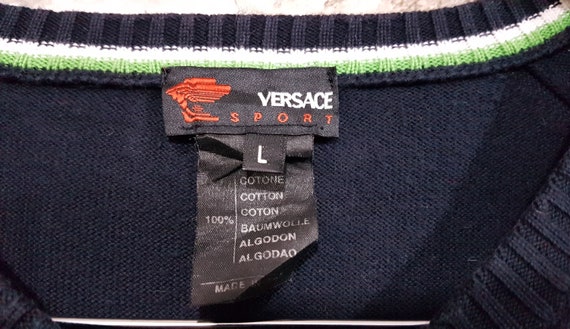 VERSACE
SPORT
L
COTONE
COTTON
100% COTON
BAUMWOLLE
ALGODON
ALGODAO
MADE